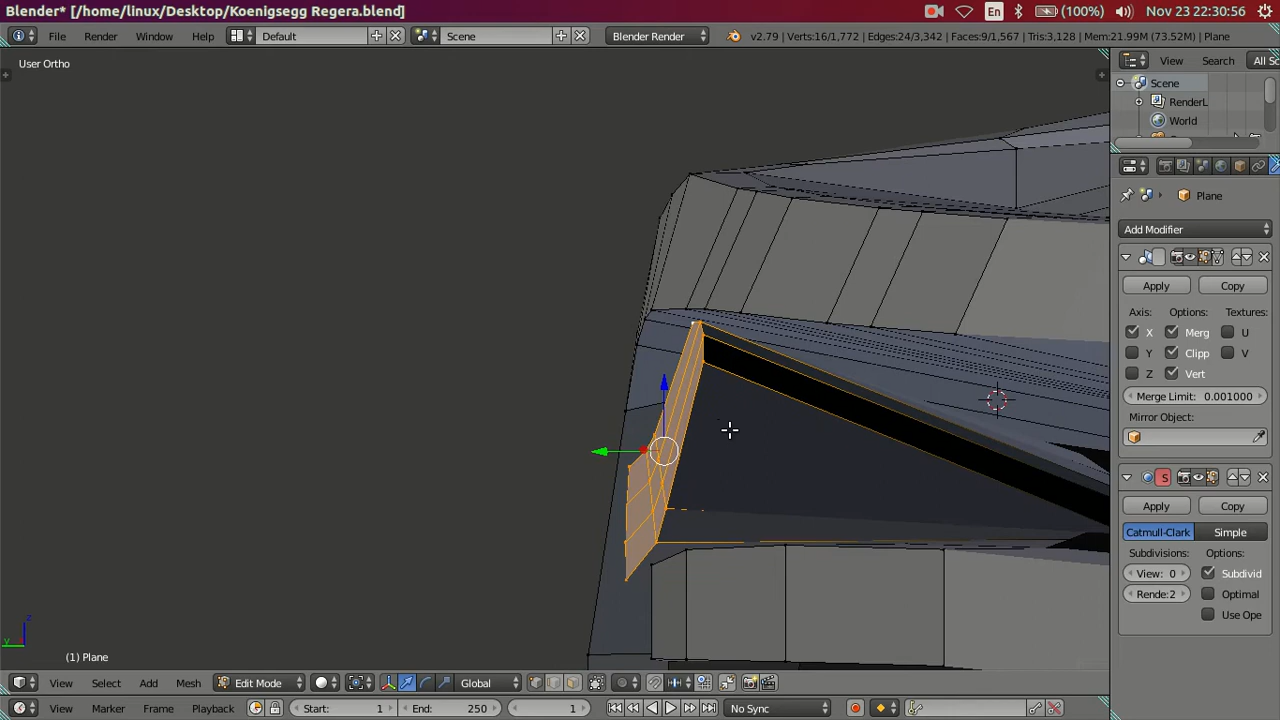 Blender* [/home/linux/Desktop/Koenigsegg Regera.blend] En (100%) Nov 23 22:30:56
File Render Window Help Default Scene Blender Render v2.79 | Verts:16/1,772 | Edges:24/3,342 | Faces:9/1,567 | Tris:3,128 | Mem:21.99M (73.52M) | Plane
User Ortho
View Search All Sc
Scene
RenderL
World
Plane
Add Modifier
Apply Copy
Axis: Options: Textures:
X Merg U
Y Clipp V
Z Vert
Merge Limit: 0.001000
Mirror Object:
S
Apply Copy
Catmull-Clark Simple
Subdivisions: Options:
View: 0 Subdivid
Rende:2 Optimal
Use Ope
z
y
(1) Plane
View Select Add Mesh Edit Mode Global
View Marker Frame Playback Start: 1 End: 250 1 No Sync